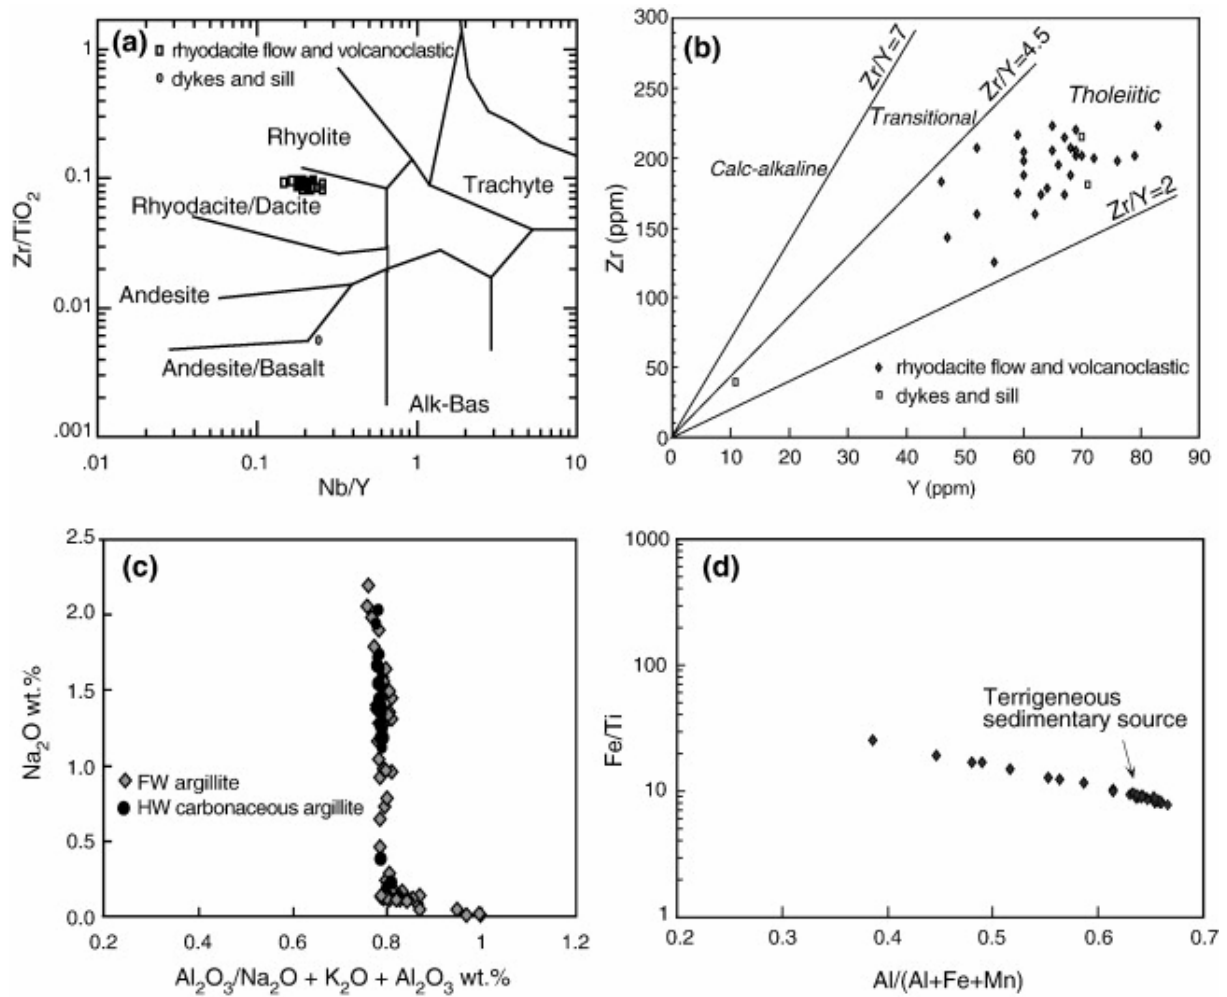 (a)
rhyodacite flow and volcanoclastic
dykes and sill
Rhyolite
Trachyte
Rhyodacite/Dacite
Andesite
Andesite/Basalt
Alk-Bas
Zr/TiO2
1
0.1
0.01
.001
.01
0.1
1
10
Nb/Y
(b)
Zr/Y=7
Zr/Y=4.5
Tholeiitic
Transitional
Calc-alkaline
Zr/Y=2
rhyodacite flow and volcanoclastic
dykes and sill
Zr (ppm)
300
250
200
150
100
50
0
0 10 20 30 40 50 60 70 80 90
Y (ppm)
(c)
FW argillite
HW carbonaceous argillite
Na2O wt.%
2.5
2.0
1.5
1.0
0.5
0.0
0.2 0.4 0.6 0.8 1 1.2
Al2O3/Na2O + K2O + Al2O3 wt.%
(d)
Terrigeneous
sedimentary source
Fe/Ti
1000
100
10
1
0.2 0.3 0.4 0.5 0.6 0.7
Al/(Al+Fe+Mn)